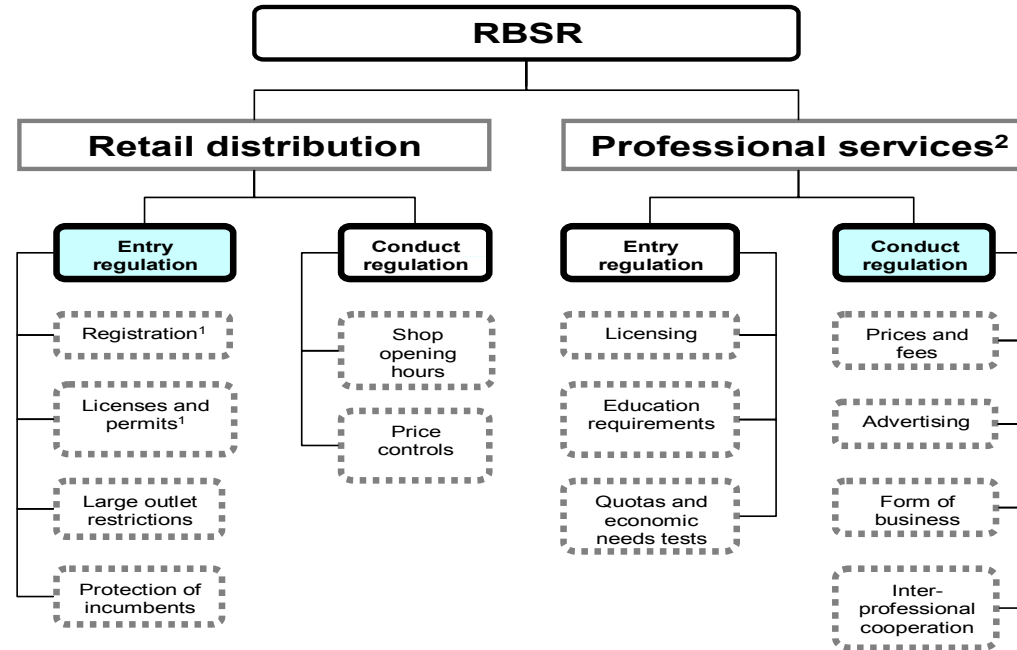 RBSR
Retail distribution
Professional services²
Entry
regulation
Conduct
regulation
Entry
regulation
Conduct
regulation
Registration¹
Licenses and
permits¹
Large outlet
restrictions
Protection of
incumbents
Shop
opening
hours
Price
controls
Licensing
Education
requirements
Quotas and
economic
needs tests
Prices and
fees
Advertising
Form of
business
Inter-
professional
cooperation